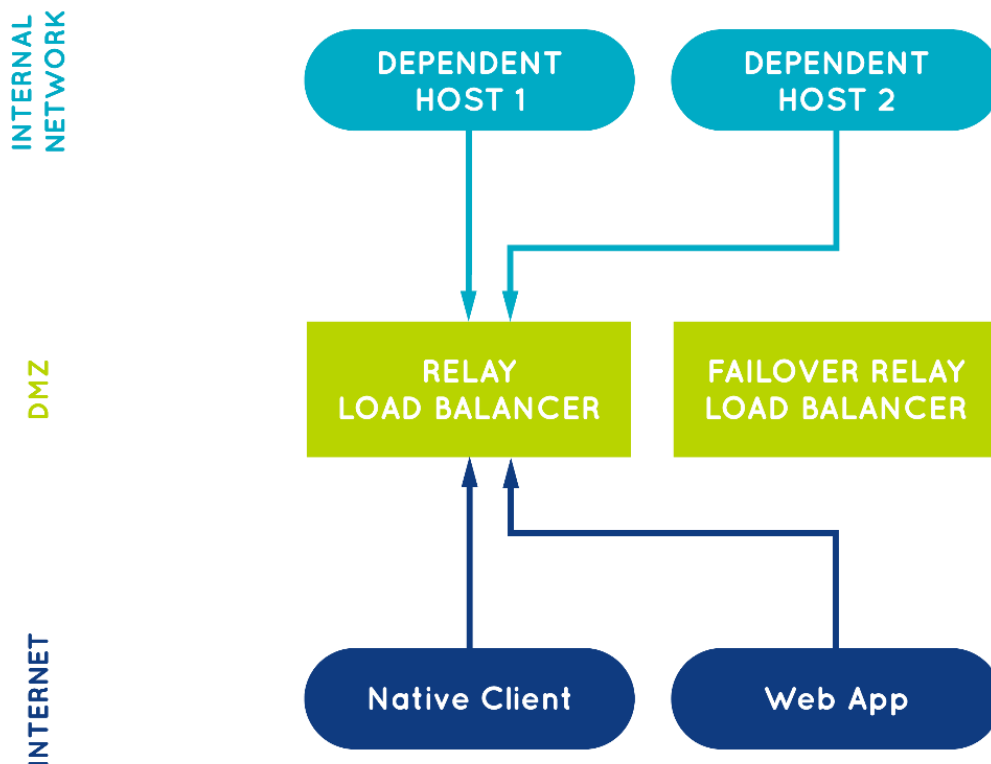 INTERNAL
NETWORK
DEPENDENT
HOST 1
DEPENDENT
HOST 2
DMZ
RELAY
LOAD BALANCER
FAILOVER RELAY
LOAD BALANCER
INTERNET
Native Client
Web App